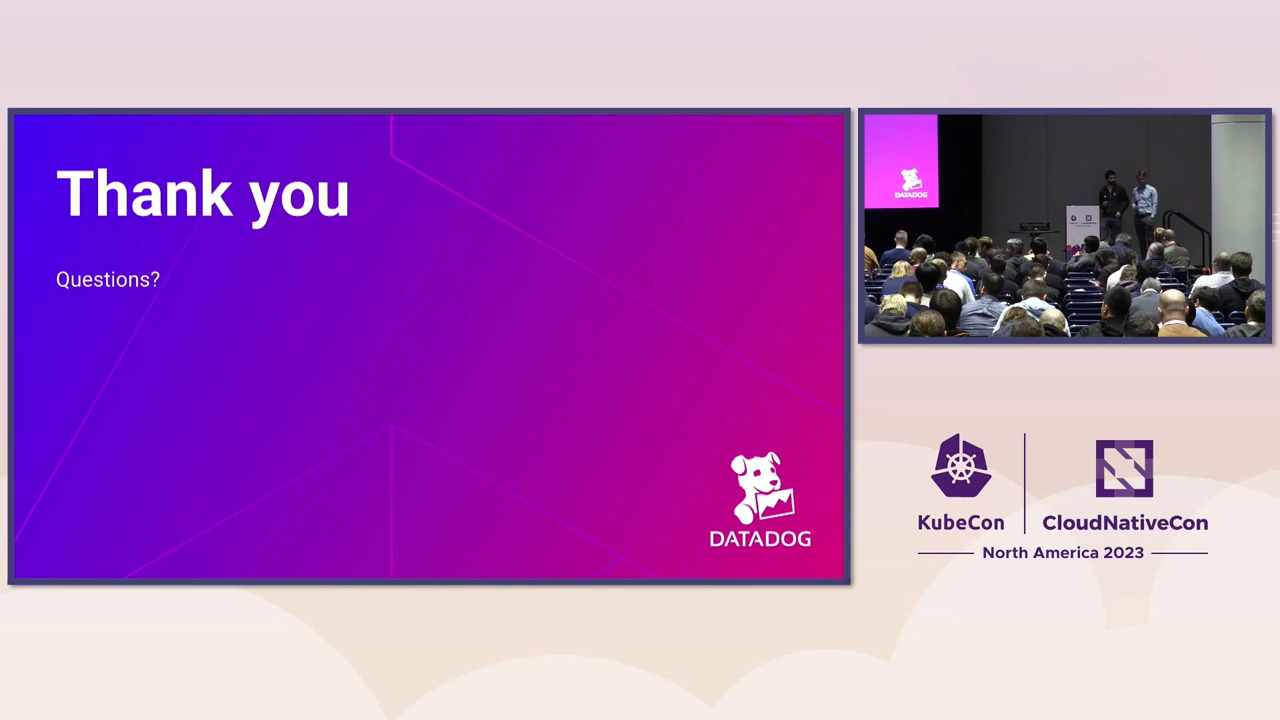 Thank you
Questions?
DATADOG
DATADOG
KubeCon
CloudNativeCon
North America 2023